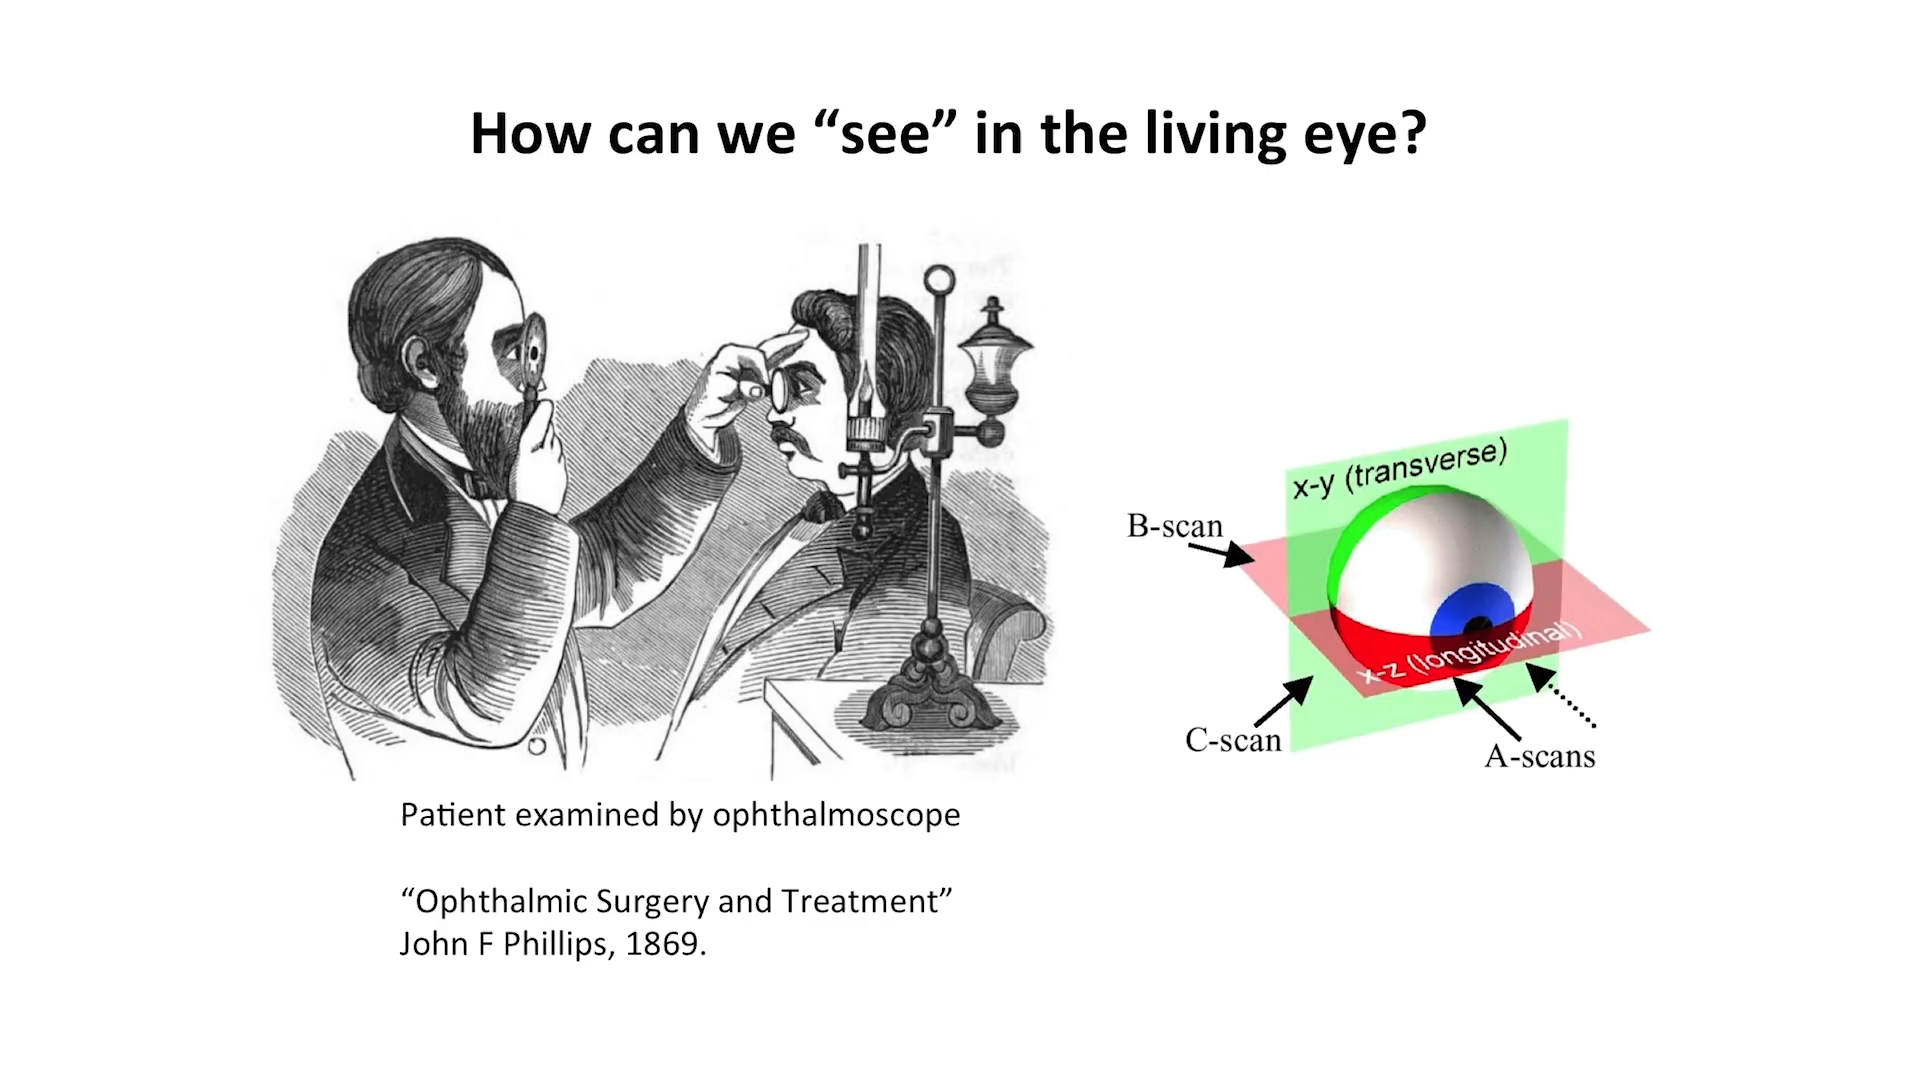 How can we “see” in the living eye?
x-y (transverse)
B-scan
x-z (longitudinal)
C-scan
A-scans
Patient examined by ophthalmoscope
“Ophthalmic Surgery and Treatment”
John F Phillips, 1869.